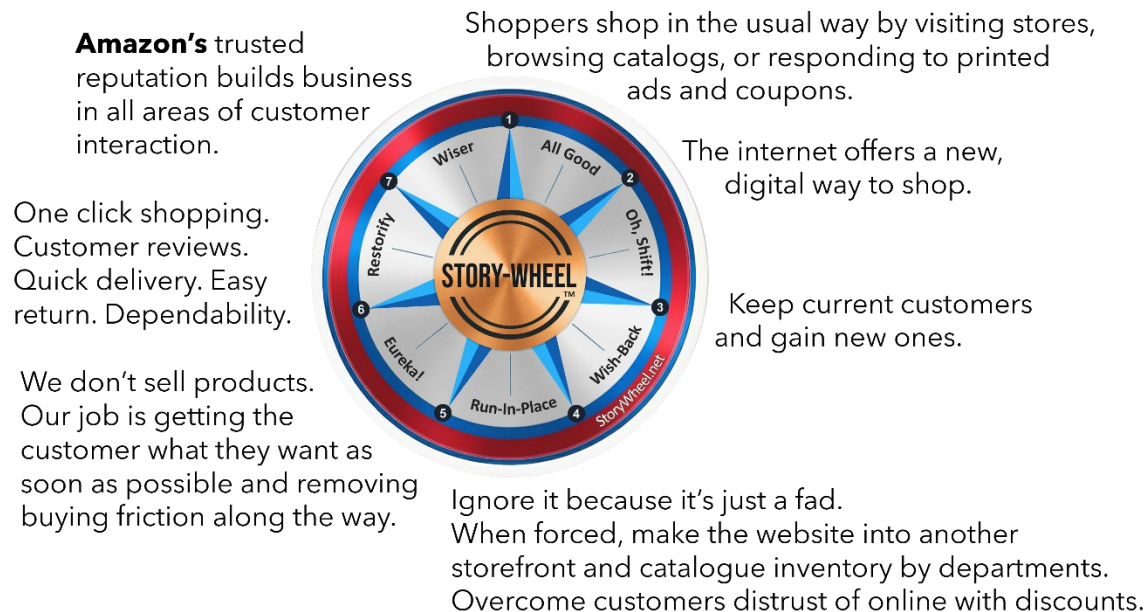 Amazon's trusted
reputation builds business
in all areas of customer
interaction.
Shoppers shop in the usual way by visiting stores,
browsing catalogs, or responding to printed
ads and coupons.
The internet offers a new,
digital way to shop.
Keep current customers
and gain new ones.
Ignore it because it's just a fad.
When forced, make the website into another
storefront and catalogue inventory by departments.
Overcome customers distrust of online with discounts.
We don't sell products.
Our job is getting the
customer what they want as
soon as possible and removing
buying friction along the way.
One click shopping.
Customer reviews.
Quick delivery. Easy
return. Dependability.
1
All Good
2
Oh, Shift!
3
Wish-Back
4
Run-In-Place
5
Eureka!
6
Restorify
7
Wiser
STORY-WHEEL
TM
StoryWheel.net